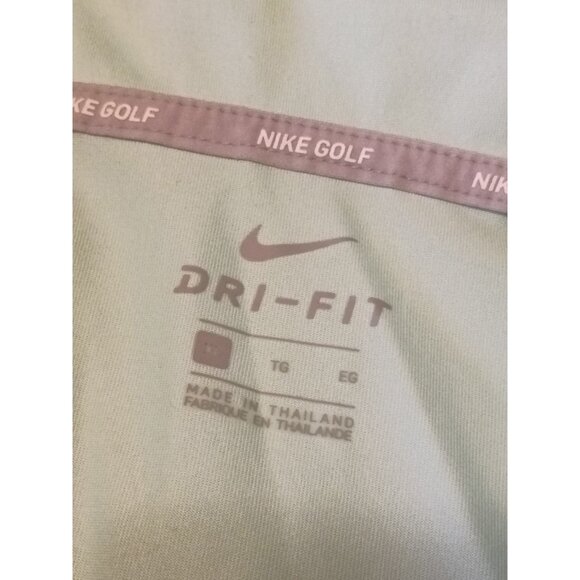 NIKE GOLF
NIKE GOLF
NIK
DRI-FIT
TG EG
MADE IN THAILAND
FABRIQUE EN THAILANDE